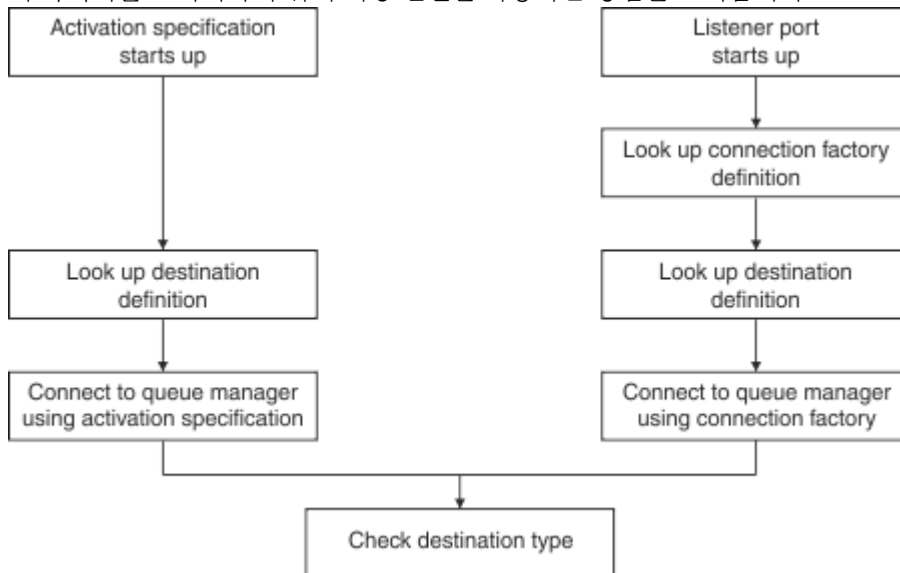 Activation specification
starts up
Listener port
starts up
Look up connection factory
definition
Look up destination
definition
Look up destination
definition
Connect to queue manager
using activation specification
Connect to queue manager
using connection factory
Check destination type